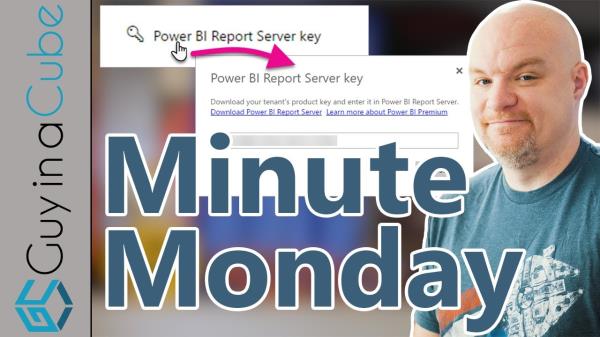 Guy in a Cube
Power BI Report Server key
Power BI Report Server key
Download your tenant's product key and enter it in Power BI Report Server.
Download Power BI Report Server Learn more about Power BI Premium
Minute
Monday